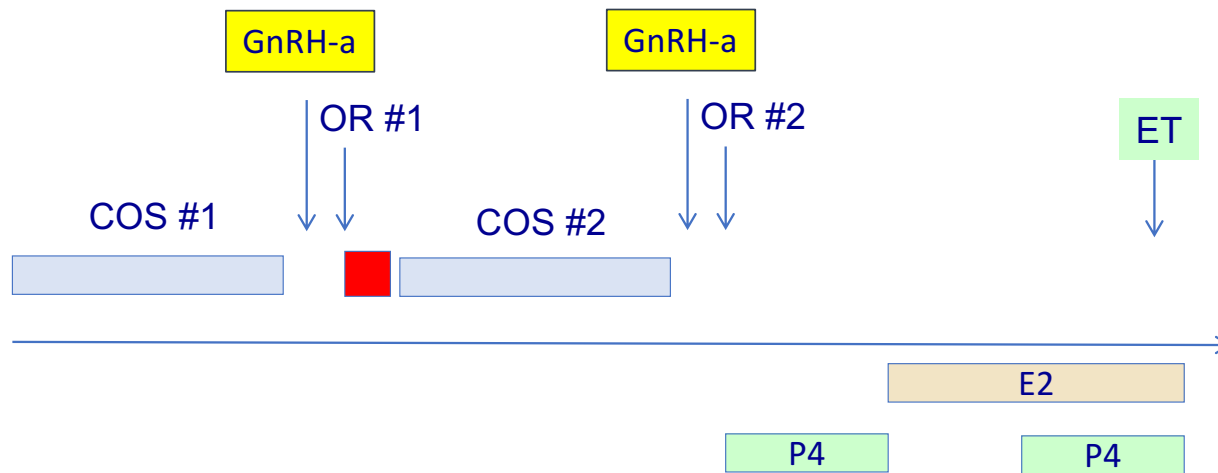 GnRH-a
GnRH-a
OR #1
OR #2
ET
COS #1
COS #2
E2
P4
P4